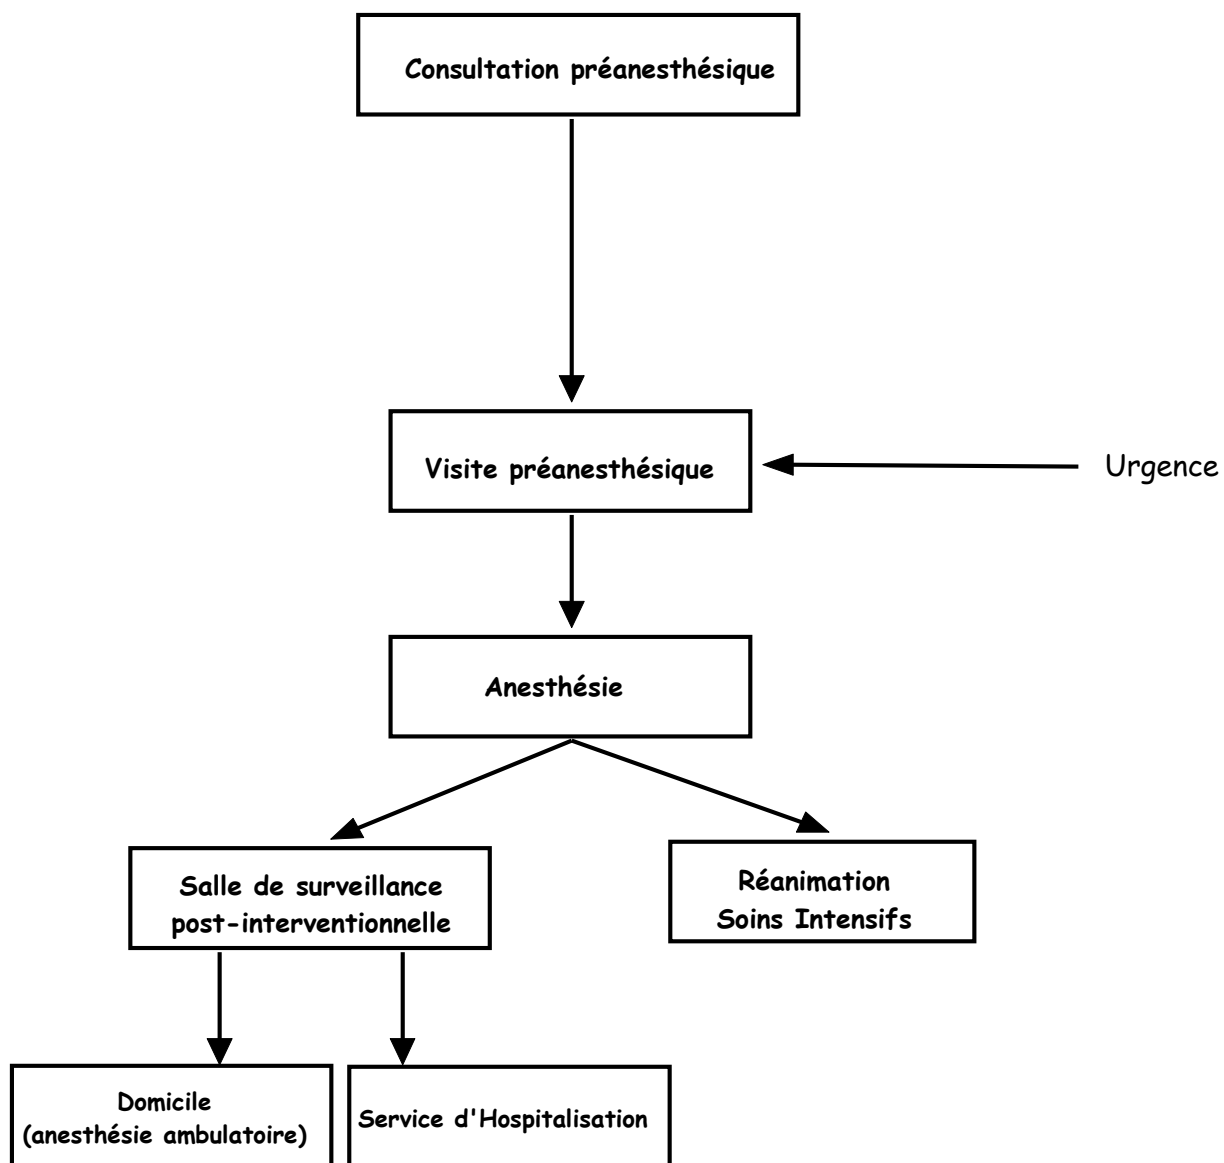 Consultation préanesthésique
Visite préanesthésique
Urgence
Anesthésie
Salle de surveillance
post-interventionnelle
Réanimation
Soins Intensifs
Domicile
(anesthésie ambulatoire)
Service d'Hospitalisation